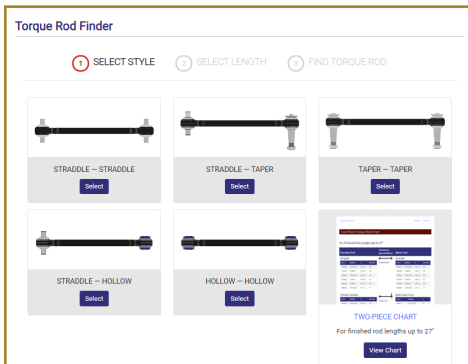 Torque Rod Finder
1 SELECT STYLE 2 SELECT LENGTH 3 FIND TORQUE ROD
STRADDLE – STRADDLE
Select
STRADDLE – TAPER
Select
TAPER – TAPER
Select
STRADDLE – HOLLOW
Select
HOLLOW – HOLLOW
Select
TWO-PIECE CHART
For finished rod lengths up to 27"
View Chart